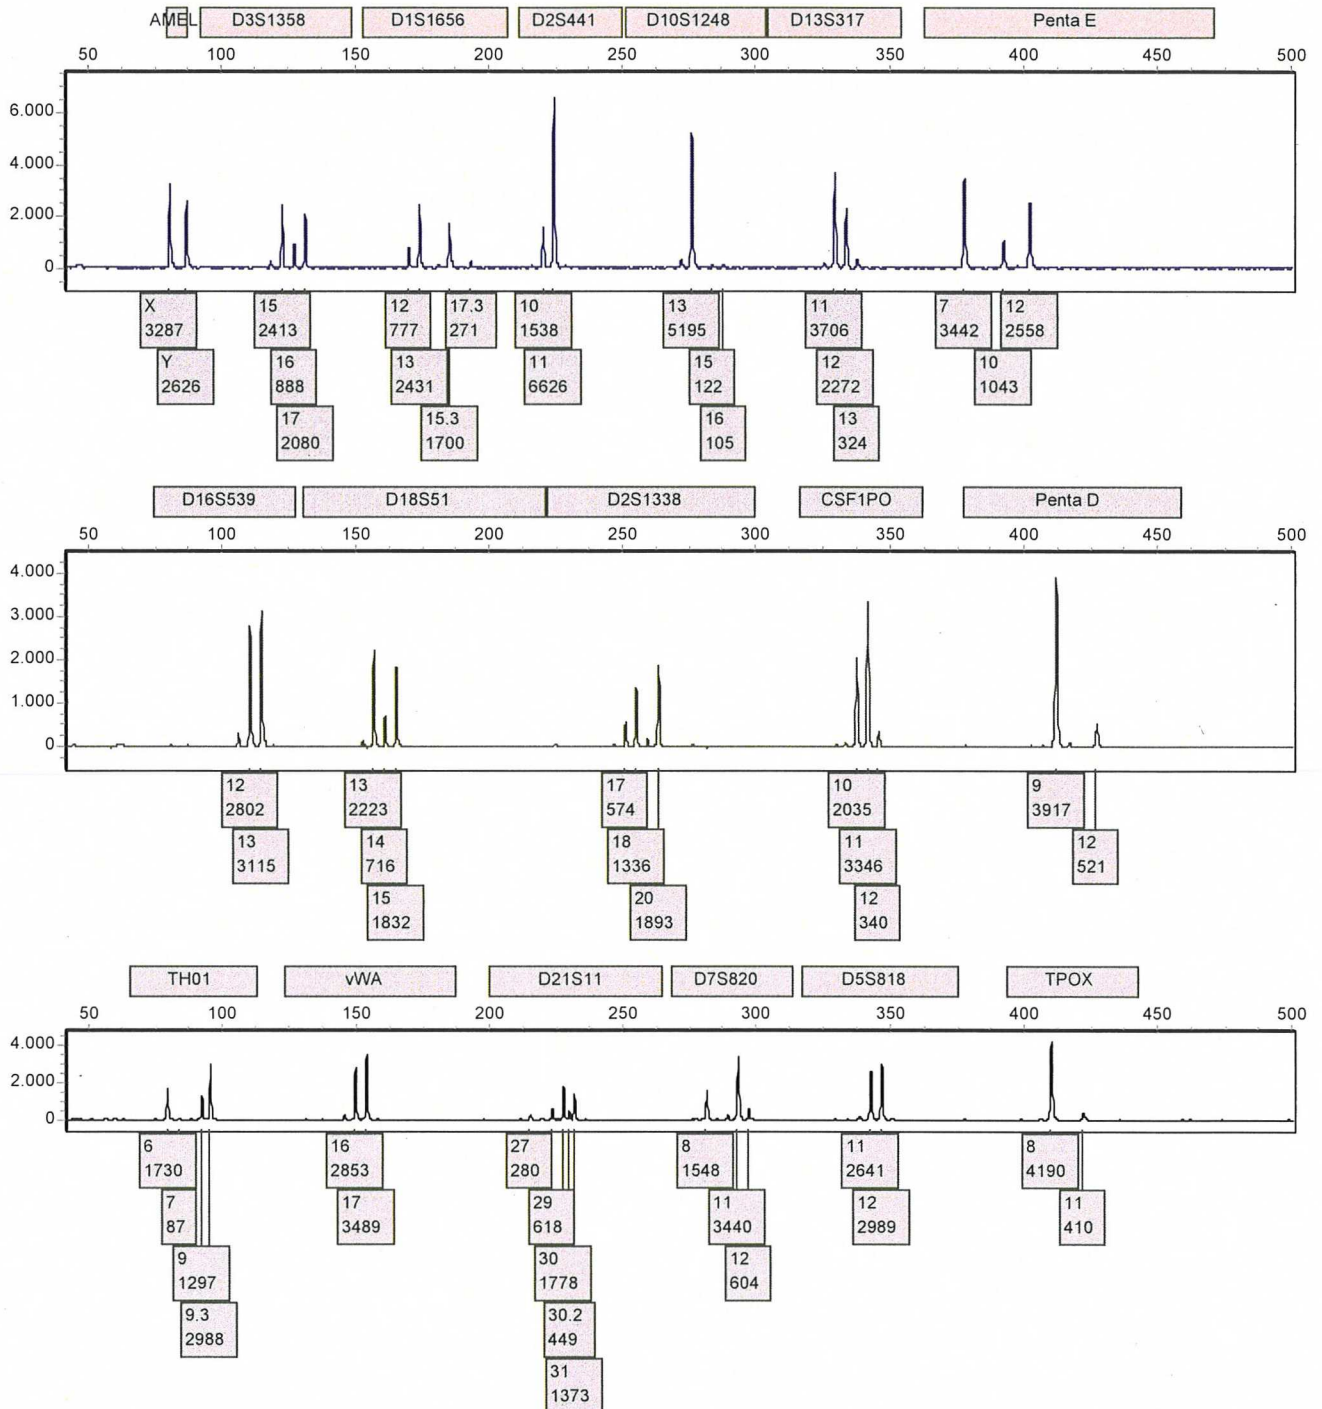 AMEL D3S1358 D1S1656 D2S441 D10S1248 D13S317 Penta E
50 100 150 200 250 300 350 400 450 500
6.000
4.000
2.000
0
X 15 12 17.3 10 13 11 7 12
3287 2413 777 271 1538 5195 3706 3442 2558
Y 16 13 11 15 12 10
2626 888 2431 6626 122 2272 1043
17 15.3 16 13
2080 1700 105 324
D16S539 D18S51 D2S1338 CSF1PO Penta D
50 100 150 200 250 300 350 400 450 500
4.000
3.000
2.000
1.000
0
12 13 17 10 9
2802 2223 574 2035 3917
13 14 18 11 12
3115 716 1336 3346 521
15 20 12
1832 1893 340
TH01 vWA D21S11 D7S820 D5S818 TPOX
50 100 150 200 250 300 350 400 450 500
4.000
2.000
0
6 16 27 8 11 8
1730 2853 280 1548 2641 4190
7 17 29 11 12 11
87 3489 618 3440 2989 410
9 30 12
1297 1778 604
9.3 30.2
2988 449
31
1373